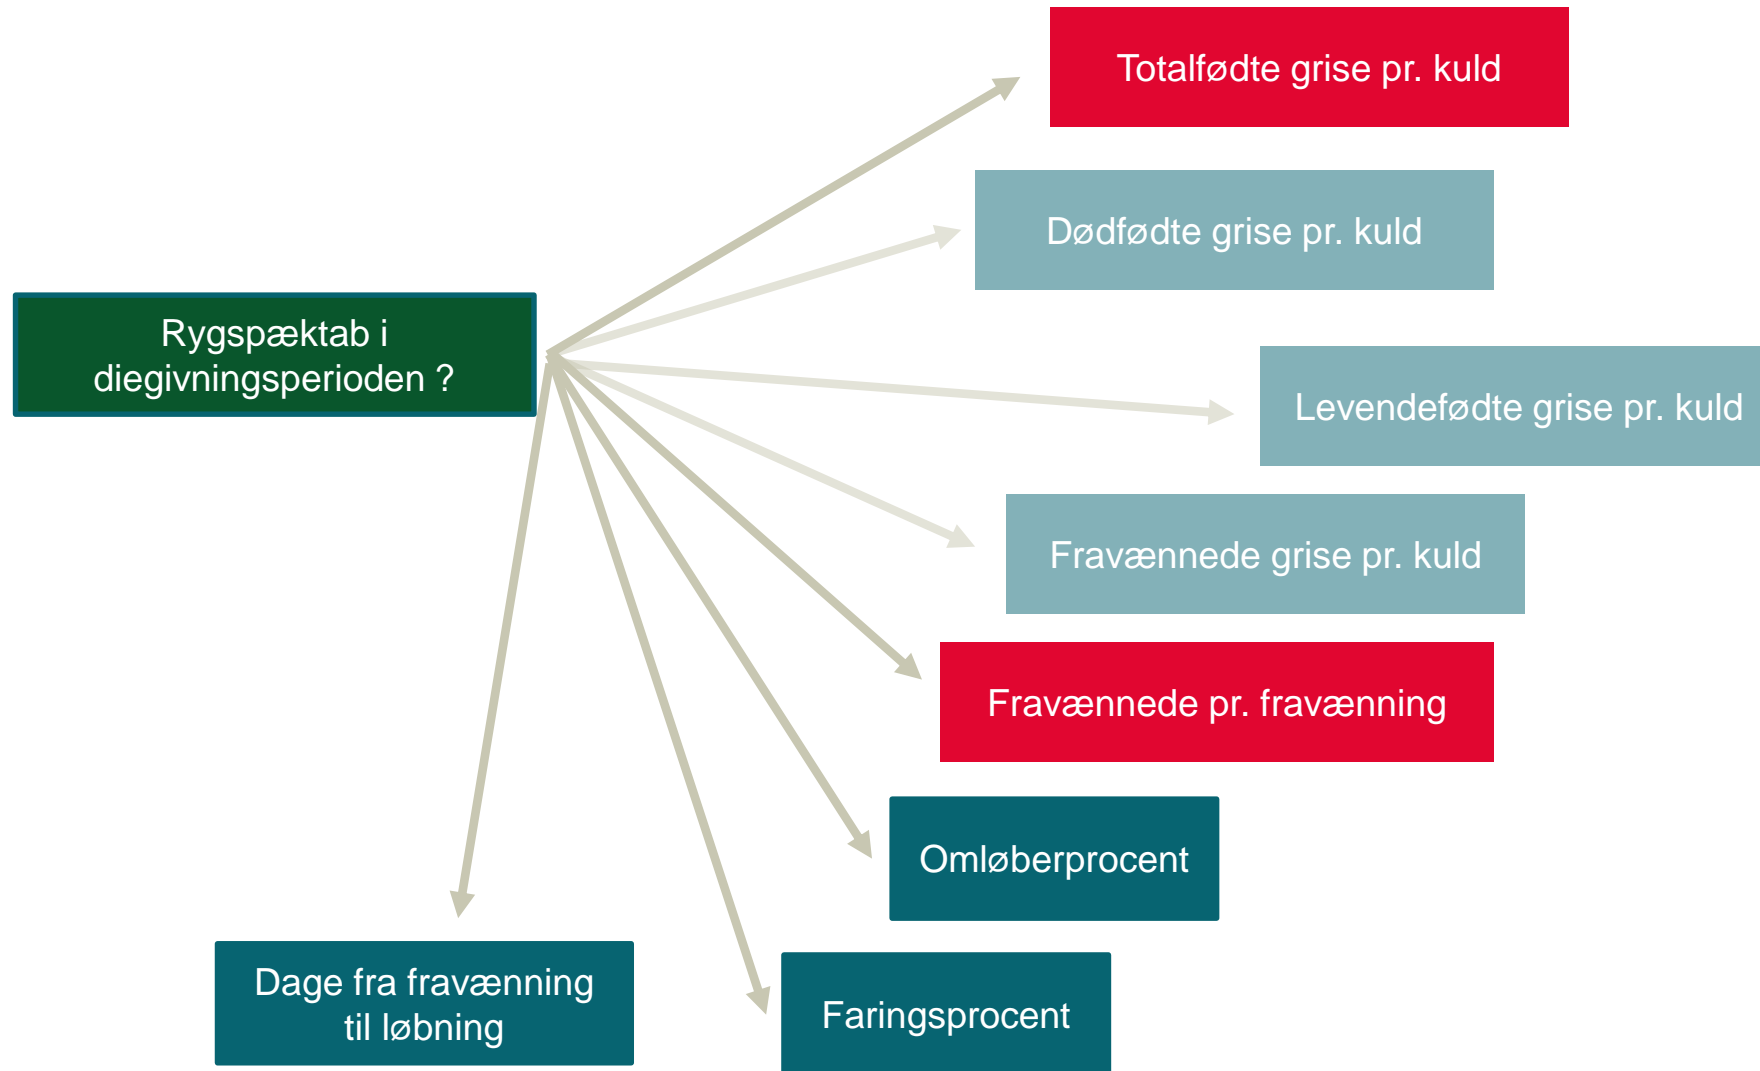 Totalfødte grise pr. kuld
Dødfødte grise pr. kuld
Rygspæktab i
diegivningsperioden ?
Levendefødte grise pr. kuld
Fravænnede grise pr. kuld
Fravænnede pr. fravænning
Omløberprocent
Dage fra fravænning
til løbning
Faringsprocent